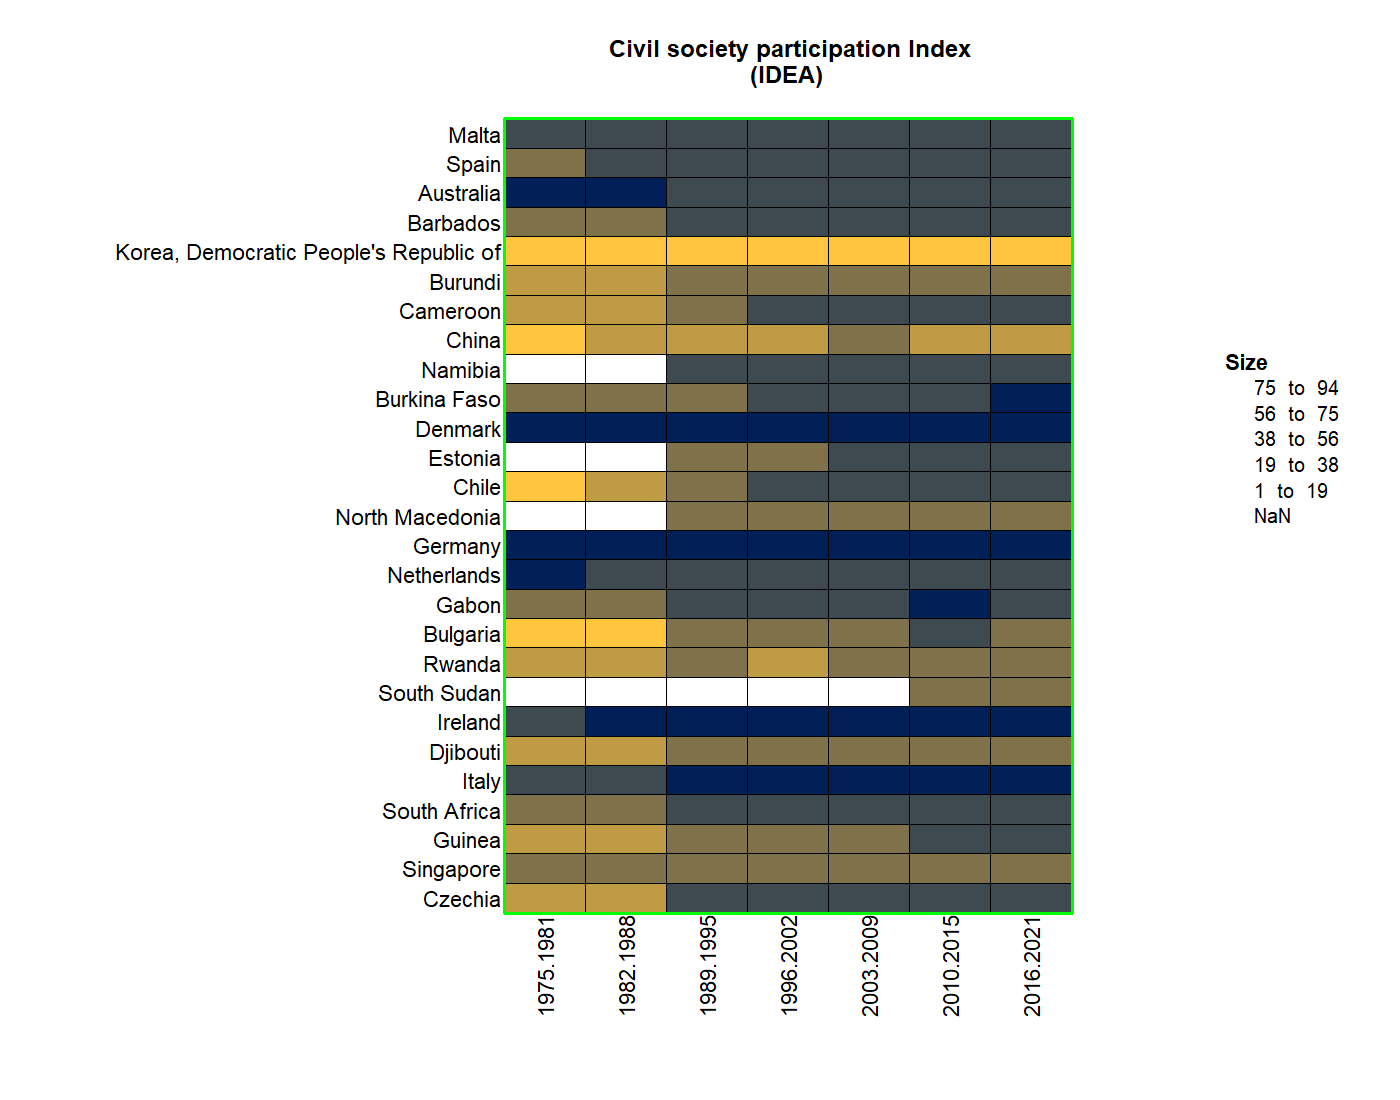 Civil society participation Index
(IDEA)
Malta
Spain
Australia
Barbados
Korea, Democratic People's Republic of
Burundi
Cameroon
China
Namibia
Burkina Faso
Denmark
Estonia
Chile
North Macedonia
Germany
Netherlands
Gabon
Bulgaria
Rwanda
South Sudan
Ireland
Djibouti
Italy
South Africa
Guinea
Singapore
Czechia
1975.1981
1982.1988
1989.1995
1996.2002
2003.2009
2010.2015
2016.2021
Size
75 to 94
56 to 75
38 to 56
19 to 38
1 to 19
NaN